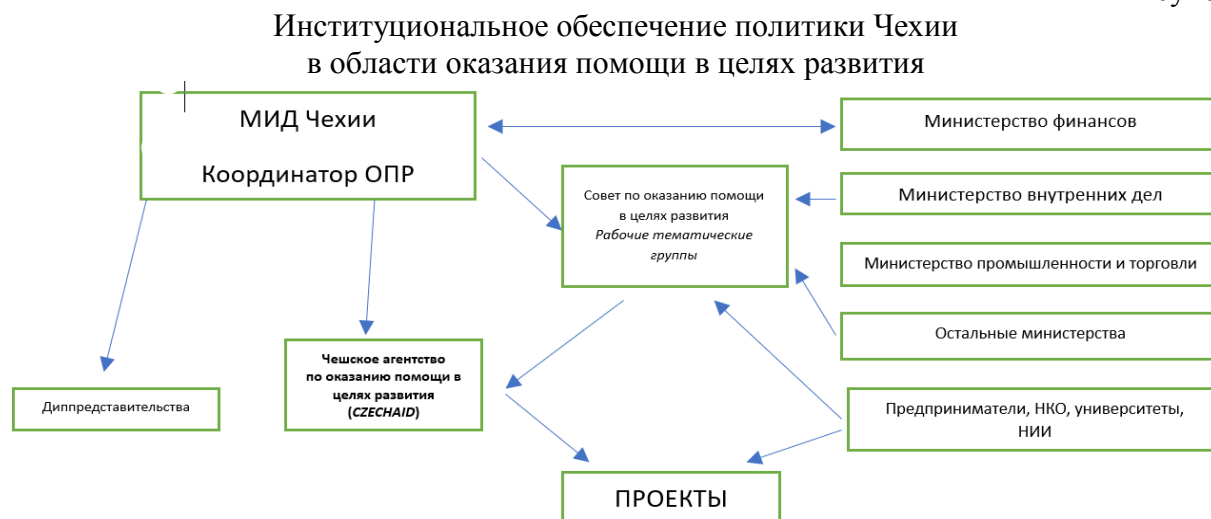 Институциональное обеспечение политики Чехии
в области оказания помощи в целях развития
МИД Чехии
Координатор ОПР
Министерство финансов
Совет по оказанию помощи
в целях развития
Рабочие тематические
группы
Министерство внутренних дел
Министерство промышленности и торговли
Остальные министерства
Чешское агентство
по оказанию помощи в
целях развития
(CZECHAID)
Диппредставительства
Предприниматели, НКО, университеты,
НИИ
ПРОЕКТЫ